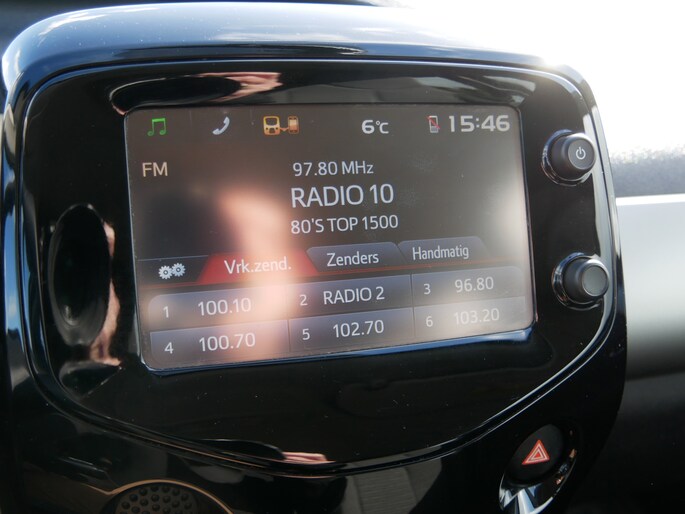 6°C 15:46
FM 97.80 MHz
RADIO 10
80'S TOP 1500
Vrk.zend. Zenders Handmatig
1 100.10 2 RADIO 2 3 96.80
4 100.70 5 102.70 6 103.20